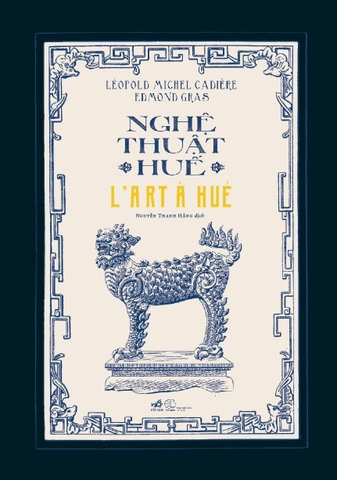 LÉOPOLD MICHEL CADIÈRE
EDMOND GRAS
NGHỆ
THUẬT
HUẾ
L'ART À HUÉ
NGUYỄN THANH HẰNG dịch